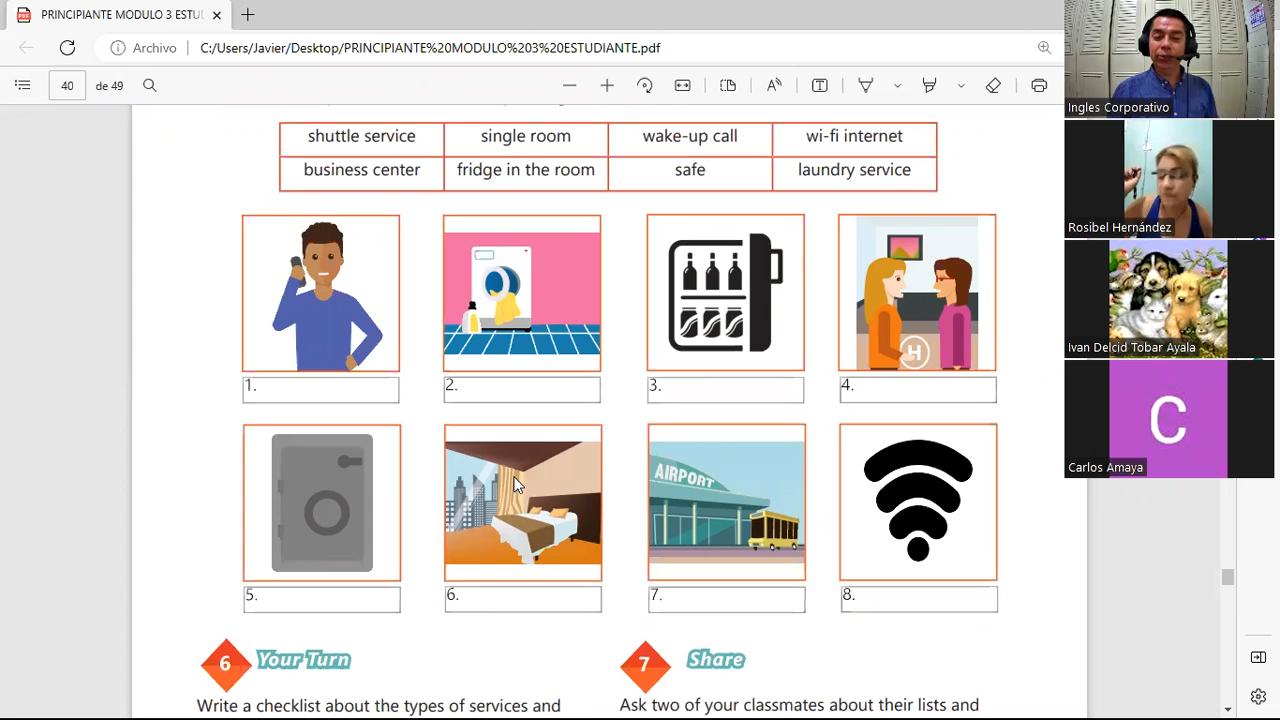 PRINCIPIANTE MODULO 3 ESTU
Archivo
C:/Users/Javier/Desktop/PRINCIPIANTE%20MODULO%203%20ESTUDIANTE.pdf
40 de 49
shuttle service single room wake-up call wi-fi internet
business center fridge in the room safe laundry service
H
1. 2. 3. 4.
AIRPORT
5. 6. 7. 8.
6 Your Turn
7 Share
Write a checklist about the types of services and
Ask two of your classmates about their lists and
Ingles Corporativo
Rosibel Hernández
Ivan Delcid Tobar Ayala
C
Carlos Amaya